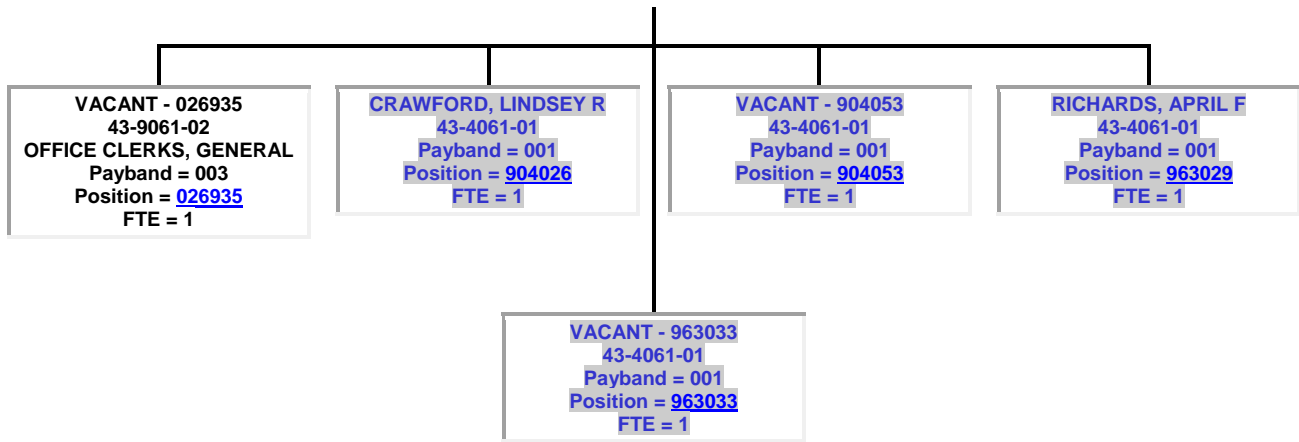 VACANT - 026935
43-9061-02
OFFICE CLERKS, GENERAL
Payband = 003
Position = 026935
FTE = 1
CRAWFORD, LINDSEY R
43-4061-01
Payband = 001
Position = 904026
FTE = 1
VACANT - 904053
43-4061-01
Payband = 001
Position = 904053
FTE = 1
RICHARDS, APRIL F
43-4061-01
Payband = 001
Position = 963029
FTE = 1
VACANT - 963033
43-4061-01
Payband = 001
Position = 963033
FTE = 1